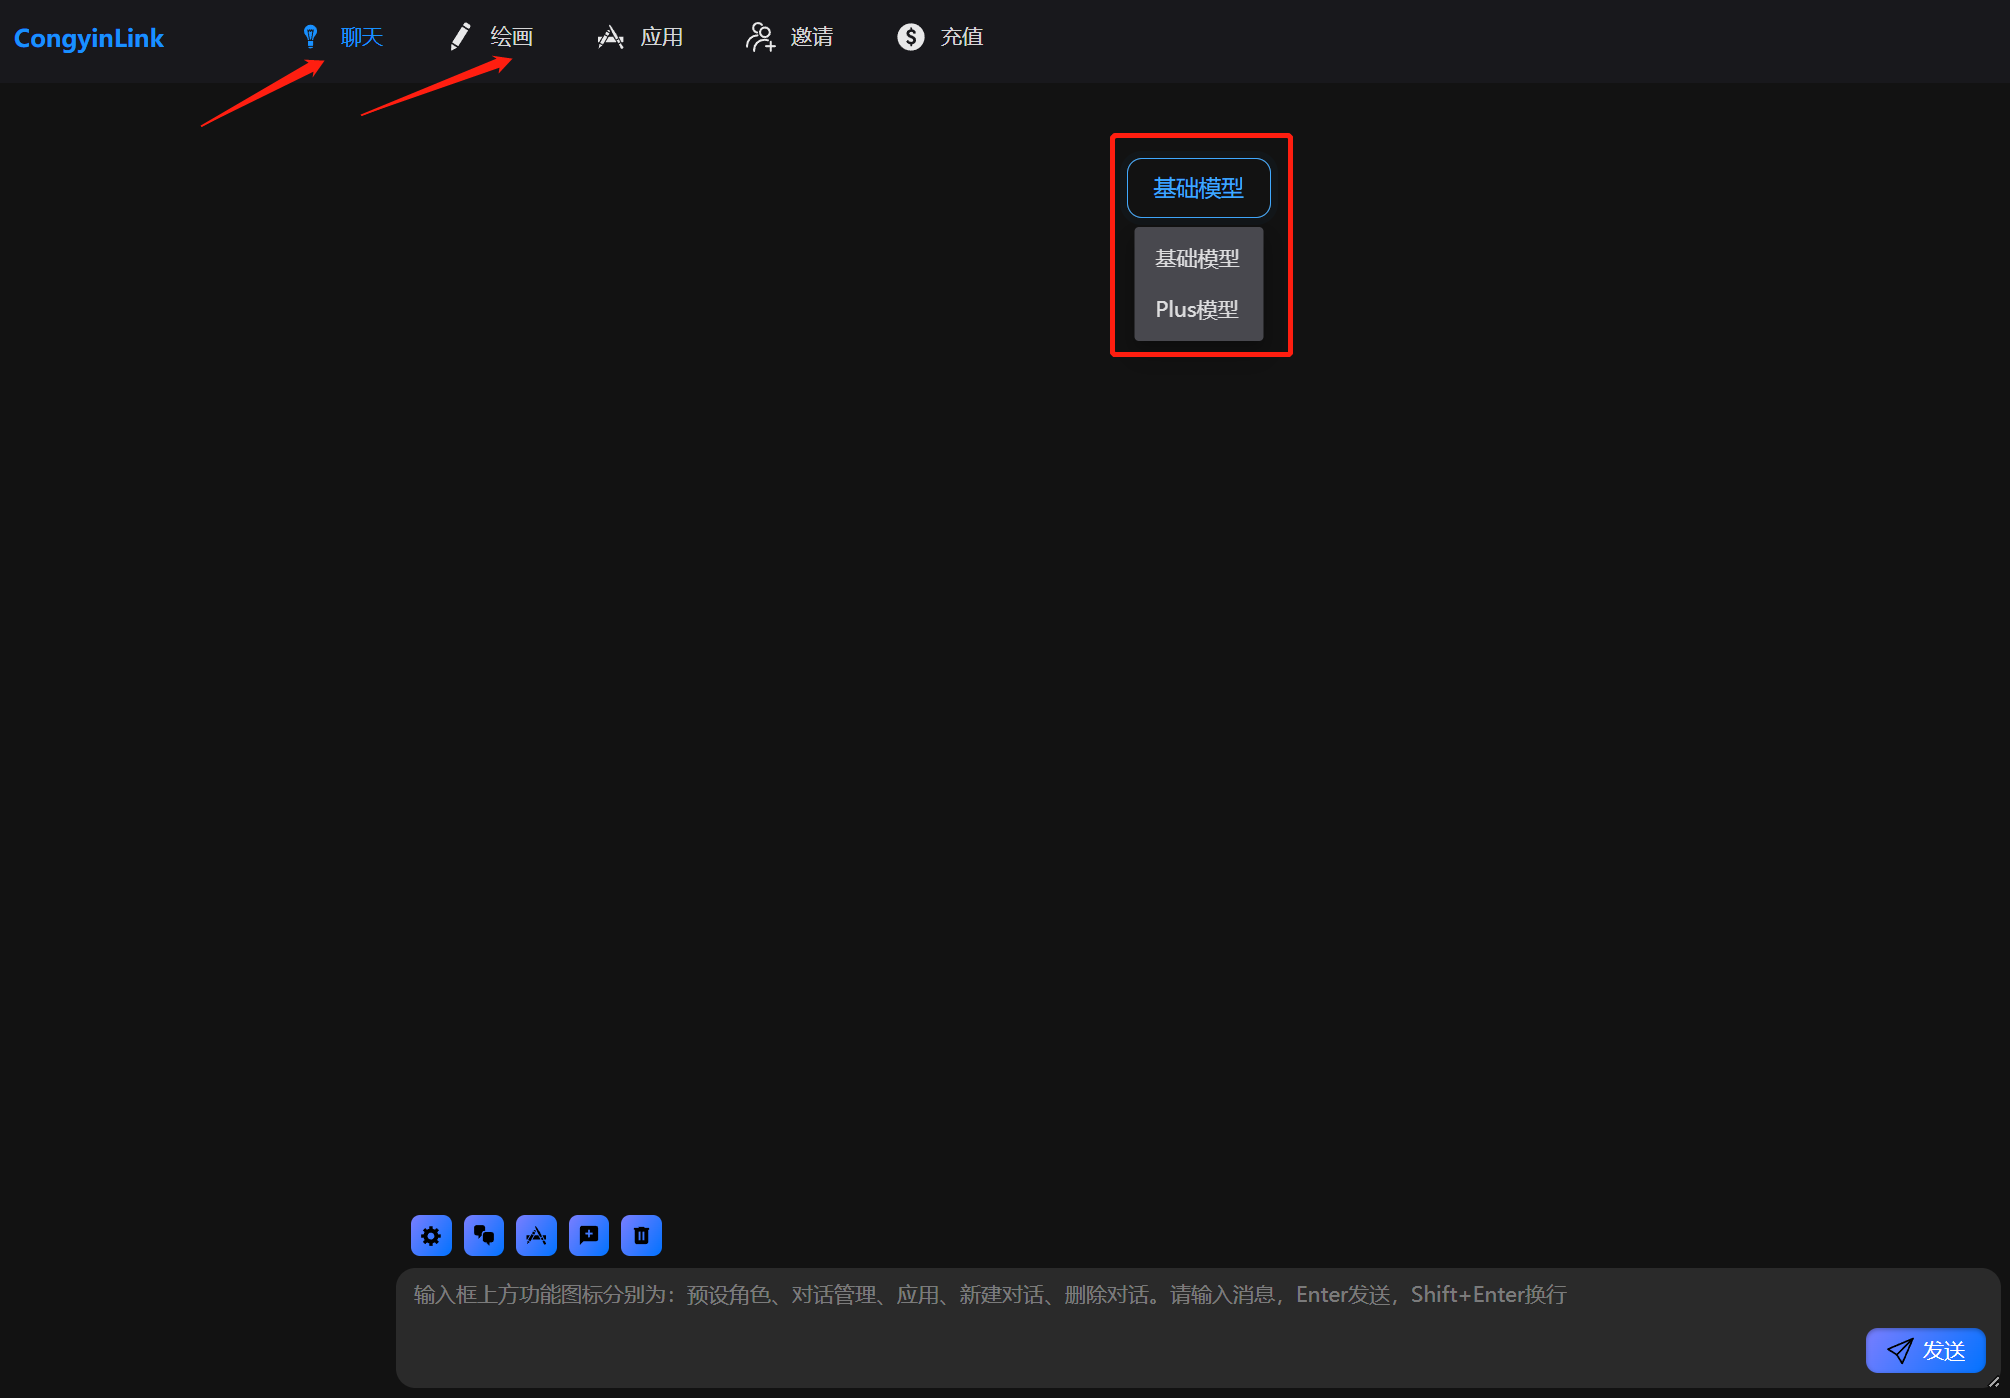 CongyinLink 聊天 绘画 应用 邀请 充值
基础模型
基础模型
Plus模型
输入框上方功能图标分别为：预设角色、对话管理、应用、新建对话、删除对话。请输入消息，Enter发送，Shift+Enter换行
发送